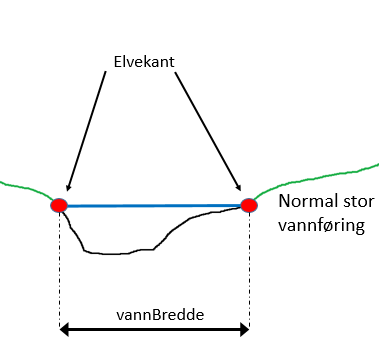 Elvekant
Normal stor
vannføring
vannBredde